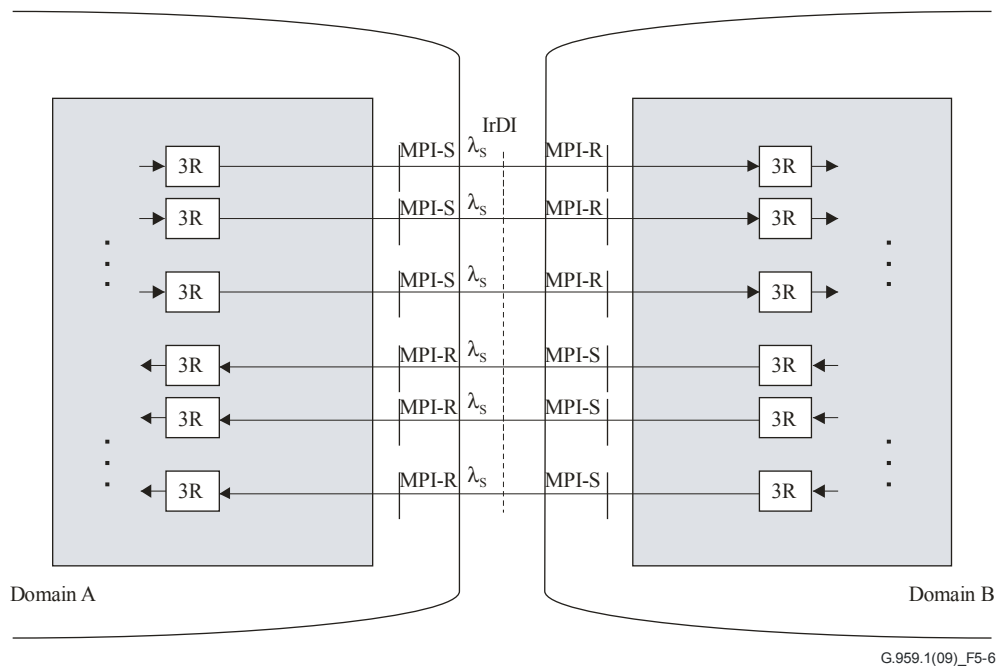 IrDI
3R MPI-S λS MPI-R 3R
3R MPI-S λS MPI-R 3R
3R MPI-S λS MPI-R 3R
3R MPI-R λS MPI-S 3R
3R MPI-R λS MPI-S 3R
3R MPI-R λS MPI-S 3R
Domain A Domain B
G.959.1(09)_F5-6